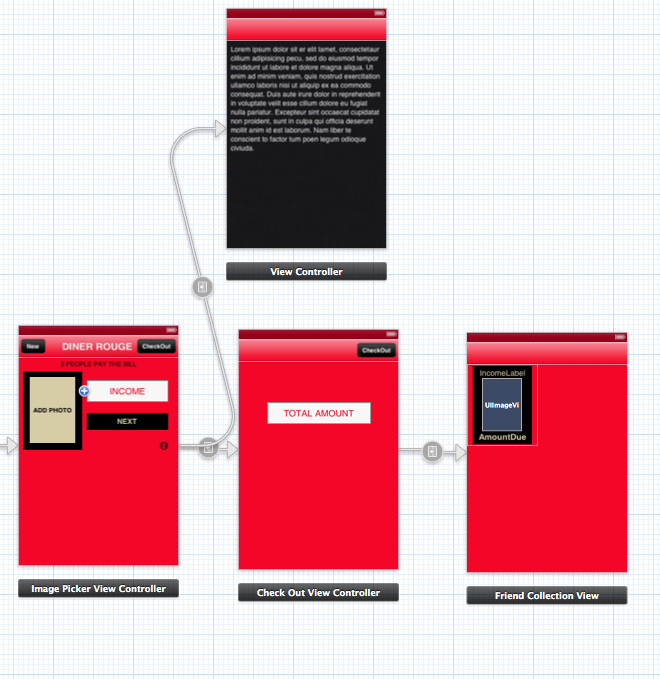 Lorem ipsum dolor sit er elit lamet, consectetaur
cillium adipisicing pecu, sed do eiusmod tempor
incididunt ut labore et dolore magna aliqua. Ut
enim ad minim veniam, quis nostrud exercitation
ullamco laboris nisi ut aliquip ex ea commodo
consequat. Duis aute irure dolor in reprehenderit
in voluptate velit esse cillum dolore eu fugiat
nulla pariatur. Excepteur sint occaecat cupidatat
non proident, sunt in culpa qui officia deserunt
mollit anim id est laborum. Nam liber te
conscient to factor tum poen legum odioque
civiuda.
View Controller
New
DINER ROUGE
CheckOut
3 PEOPLE PAY THE BILL
ADD PHOTO
INCOME
NEXT
Image Picker View Controller
CheckOut
TOTAL AMOUNT
Check Out View Controller
IncomeLabel
UIImageVi
AmountDue
Friend Collection View